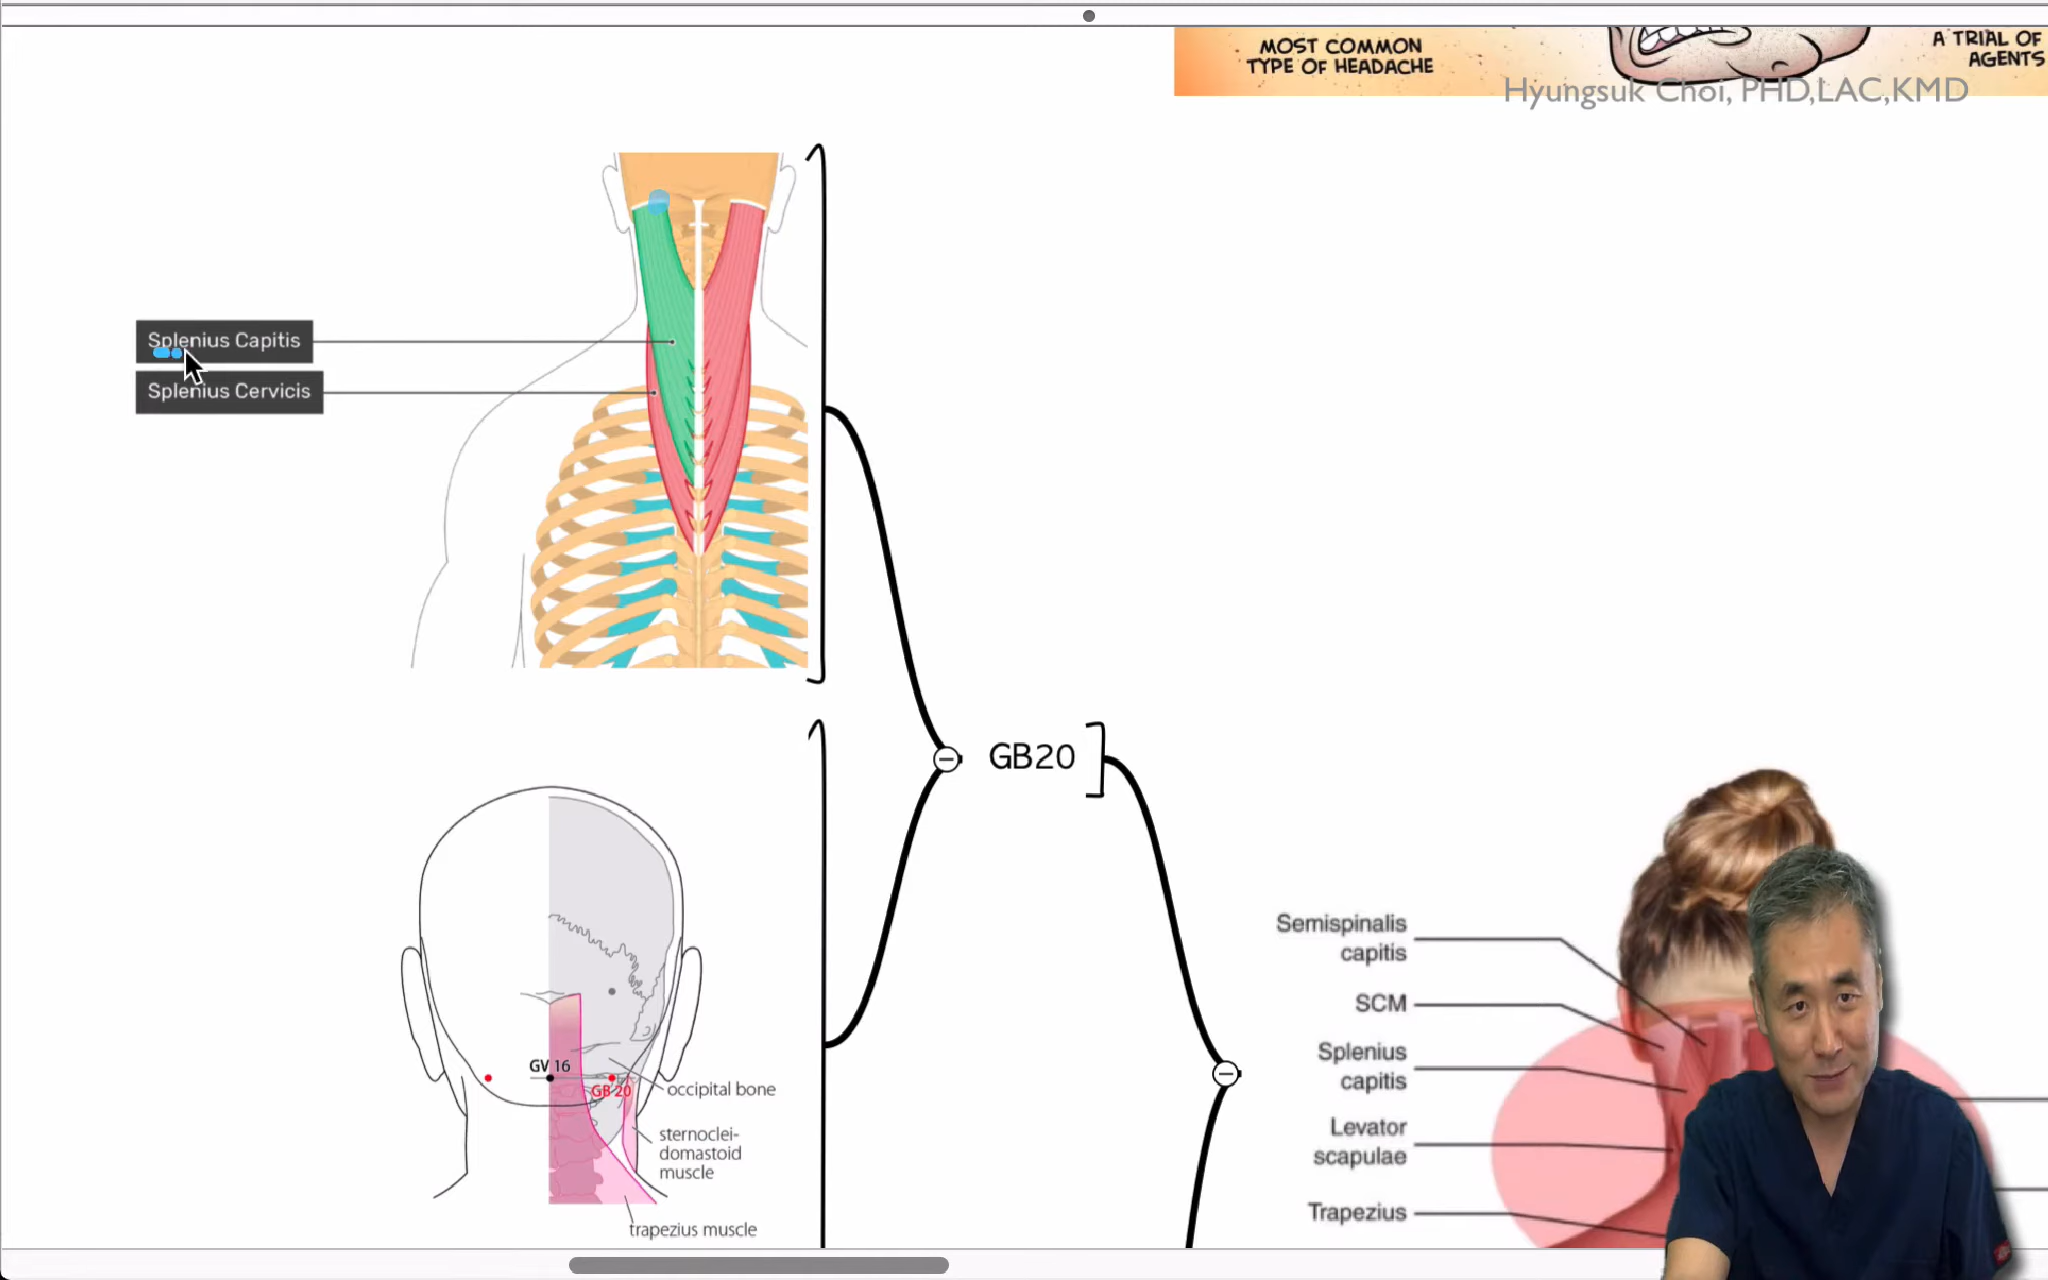 MOST COMMON
TYPE OF HEADACHE
A TRIAL OF
AGENTS
Hyungsuk Choi, PHD,LAC,KMD
Splenius Capitis
Splenius Cervicis
GB20
GV 16
GB 20
occipital bone
sternoclei-
domastoid
muscle
trapezius muscle
Semispinalis
capitis
SCM
Splenius
capitis
Levator
scapulae
Trapezius